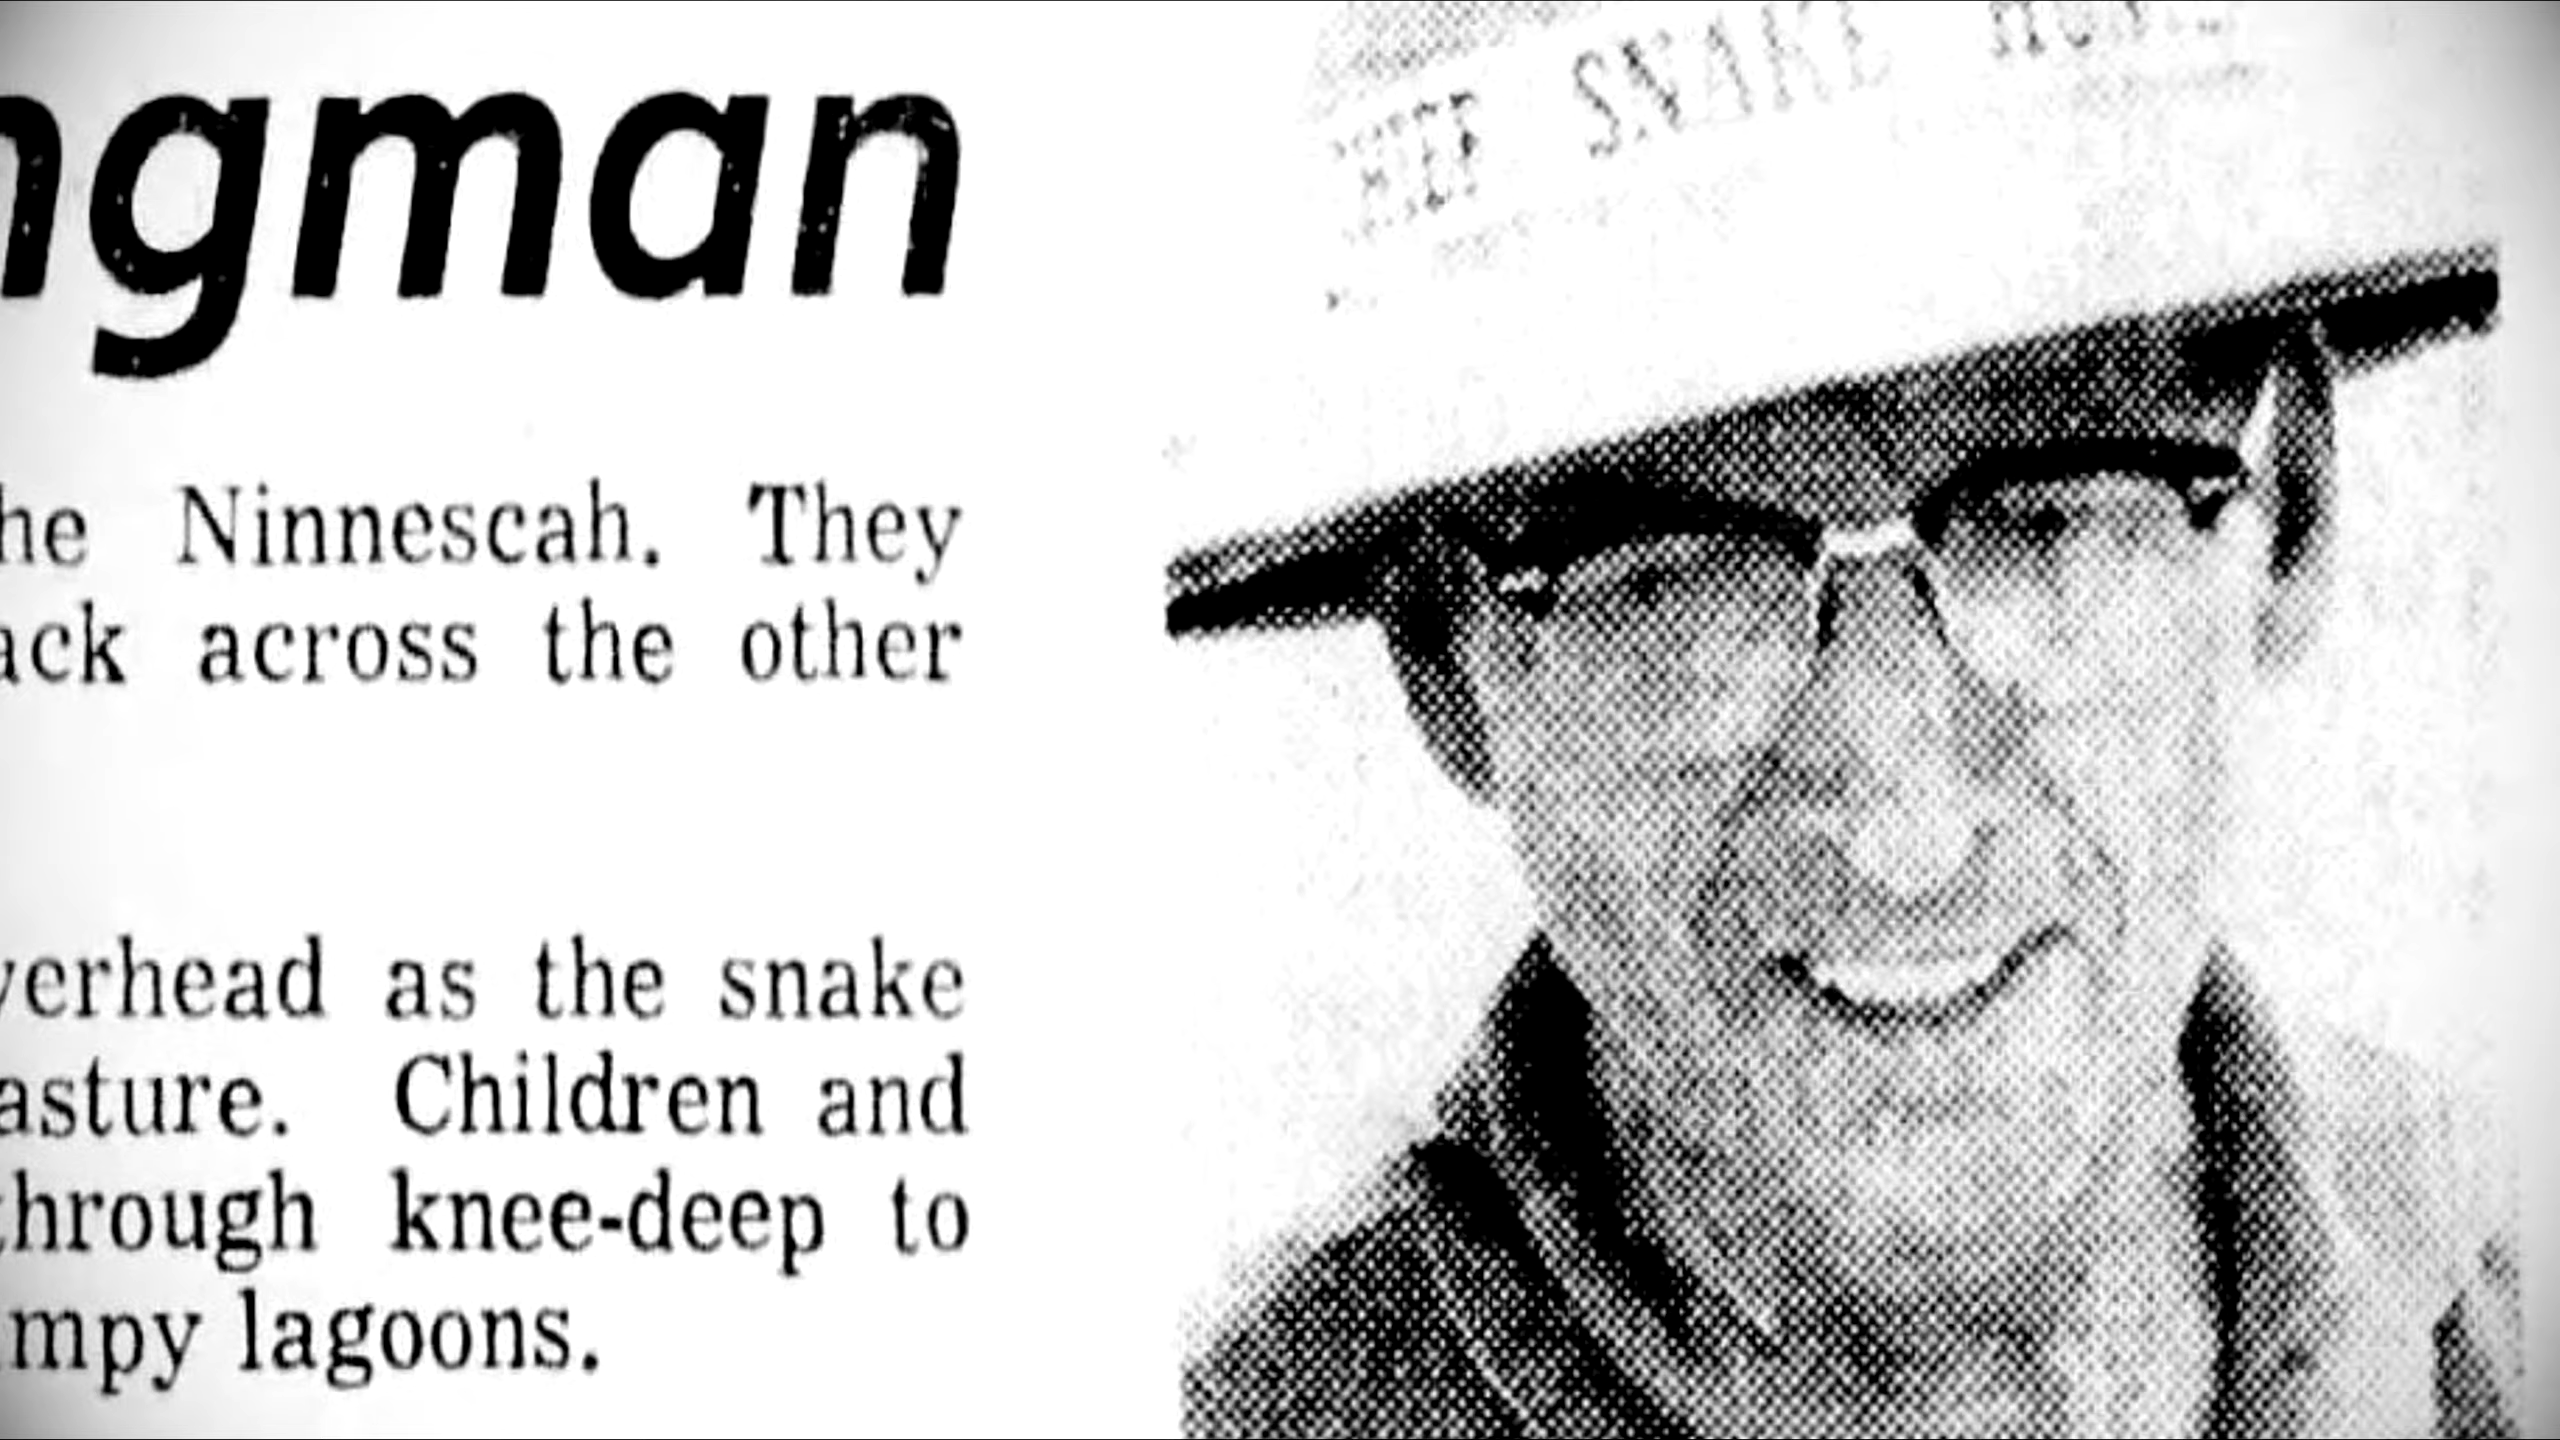 SNAKE
ngman
he Ninnescah. They
ack across the other
verhead as the snake
asture. Children and
through knee-deep to
mpy lagoons.